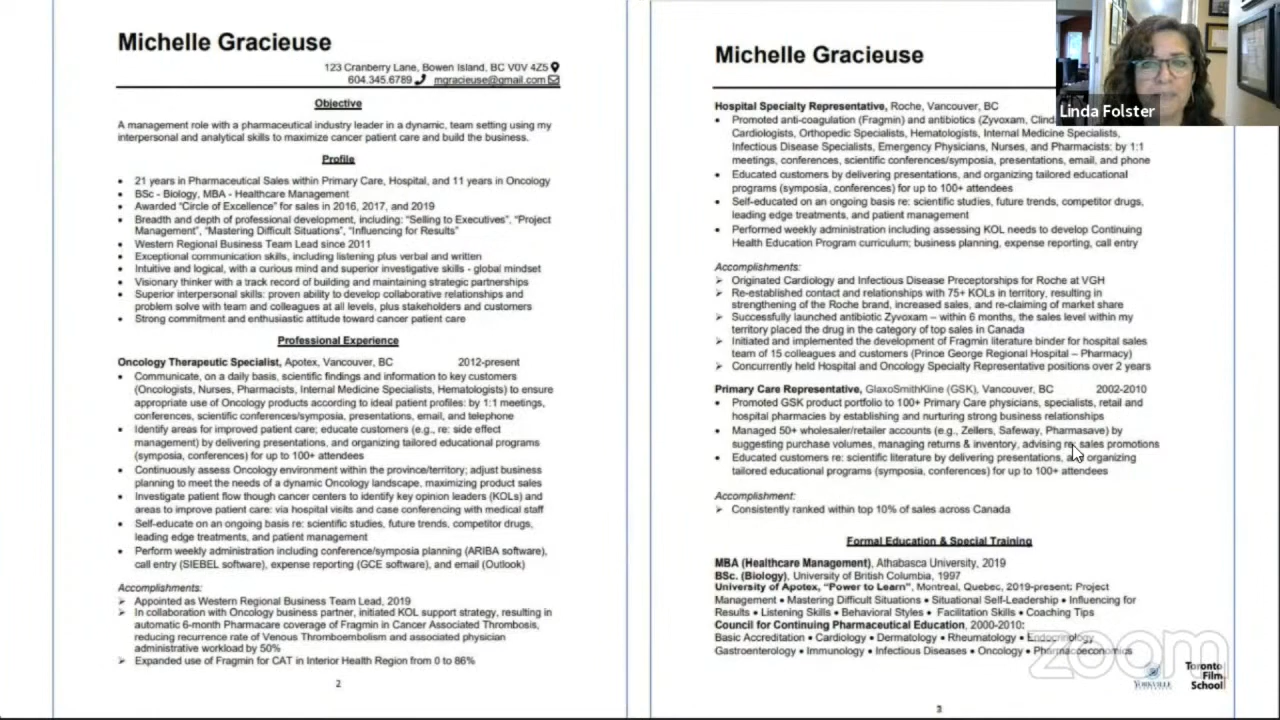 Michelle Gracieuse
123 Cranberry Lane, Bowen Island, BC V0V 4Z5
604.345.6789 mgracieuse@gmail.com
Objective
A management role with a pharmaceutical industry leader in a dynamic, team setting using my
interpersonal and analytical skills to maximize cancer patient care and build the business.
Profile
• 21 years in Pharmaceutical Sales within Primary Care, Hospital, and 11 years in Oncology
• BSc - Biology, MBA - Healthcare Management
• Awarded “Circle of Excellence” for sales in 2016, 2017, and 2019
• Breadth and depth of professional development, including: “Selling to Executives”, “Project
Management”, “Mastering Difficult Situations”, “Influencing for Results”
• Western Regional Business Team Lead since 2011
• Exceptional communication skills, including listening plus verbal and written
• Intuitive and logical, with a curious mind and superior investigative skills - global mindset
• Visionary thinker with a track record of building and maintaining strategic partnerships
• Superior interpersonal skills: proven ability to develop collaborative relationships and
problem solve with team and colleagues at all levels, plus stakeholders and customers
• Strong commitment and enthusiastic attitude toward cancer patient care
Professional Experience
Oncology Therapeutic Specialist, Apotex, Vancouver, BC 2012-present
• Communicate, on a daily basis, scientific findings and information to key customers
(Oncologists, Nurses, Pharmacists, Internal Medicine Specialists, Hematologists) to ensure
appropriate use of Oncology products according to ideal patient profiles: by 1:1 meetings,
conferences, scientific conferences/symposia, presentations, email, and telephone
• Identify areas for improved patient care; educate customers (e.g., re: side effect
management) by delivering presentations, and organizing tailored educational programs
(symposia, conferences) for up to 100+ attendees
• Continuously assess Oncology environment within the province/territory; adjust business
planning to meet the needs of a dynamic Oncology landscape, maximizing product sales
• Investigate patient flow though cancer centers to identify key opinion leaders (KOLs) and
areas to improve patient care: via hospital visits and case conferencing with medical staff
• Self-educate on an ongoing basis re: scientific studies, future trends, competitor drugs,
leading edge treatments, and patient management
• Perform weekly administration including conference/symposia planning (ARIBA software),
call entry (SIEBEL software), expense reporting (GCE software), and email (Outlook)
Accomplishments:
➢ Appointed as Western Regional Business Team Lead, 2019
➢ In collaboration with Oncology business partner, initiated KOL support strategy, resulting in
automatic 6-month Pharmacare coverage of Fragmin in Cancer Associated Thrombosis,
reducing recurrence rate of Venous Thromboembolism and associated physician
administrative workload by 50%
➢ Expanded use of Fragmin for CAT in Interior Health Region from 0 to 86%
2
Michelle Gracieuse
Hospital Specialty Representative, Roche, Vancouver, BC
• Promoted anti-coagulation (Fragmin) and antibiotics (Zyvoxam,
Cardiologists, Orthopedic Specialists, Hematologists, Internal Medicine Specialists,
Infectious Disease Specialists, Emergency Physicians, Nurses, and Pharmacists: by 1:1
meetings, conferences, scientific conferences/symposia, presentations, email, and phone
• Educated customers by delivering presentations, and organizing tailored educational
programs (symposia, conferences) for up to 100+ attendees
• Self-educated on an ongoing basis re: studies, future trends, competitor drugs,
leading edge treatments, and patient management
• Performed weekly administration including assessing KOL needs to develop Continuing
Health Education Program curriculum; business planning, expense reporting, call entry
Accomplishments:
➢ Originated Cardiology and Infectious Disease Preceptorships for Roche at VGH
➢ Re-established contact and relationships with 75+ KOLs in territory, resulting in
strengthening of the Roche brand, increased sales, and re-claiming of market share
➢ Successfully launched antibiotic Zyvoxam – within 6 months, the sales level within my
territory placed the drug in the category of top sales in Canada
➢ Initiated and implemented the development of Fragmin literature binder for hospital sales
team of 15 colleagues and customers (Prince George Regional Hospital – Pharmacy)
➢ Concurrently held Hospital and Oncology Specialty Representative positions over 2 years
Primary Care Representative, GlaxoSmithKline (GSK), Vancouver, BC 2002-2010
• Promoted GSK product portfolio to 100+ Primary Care physicians, specialists, retail and
hospital pharmacies by establishing and nurturing strong business relationships
• Managed 50+ wholesaler/retailer accounts (e.g., Zellers, Safeway, Pharmasave) by
suggesting purchase volumes, managing returns & inventory, advising re: sales promotions
• Educated customers re: scientific literature by delivering presentations, and organizing
tailored educational programs (symposia, conferences) for up to 100+ attendees
Accomplishment:
➢ Consistently ranked within top 10% of sales across Canada
Formal Education & Special Training
MBA (Healthcare Management), Athabasca University, 2019
BSc. (Biology), University of British Columbia, 1997
University of Apotex, “Power to Learn”, Montreal, Quebec, 2019-present; Project
Management • Mastering Difficult Situations • Situational Self-Leadership • Influencing for
Results • Listening Skills • Behavioral Styles • Facilitation Skills • Coaching Tips
Council for Continuing Pharmaceutical Education, 2000-2010:
Basic Accreditation • Cardiology • Dermatology • Rheumatology • Endocrinology
Gastroenterology • Immunology • Infectious Diseases • Oncology • Pharmacoeconomics
3
Linda Folster
zoom
Yorkville
Toronto
Film
School